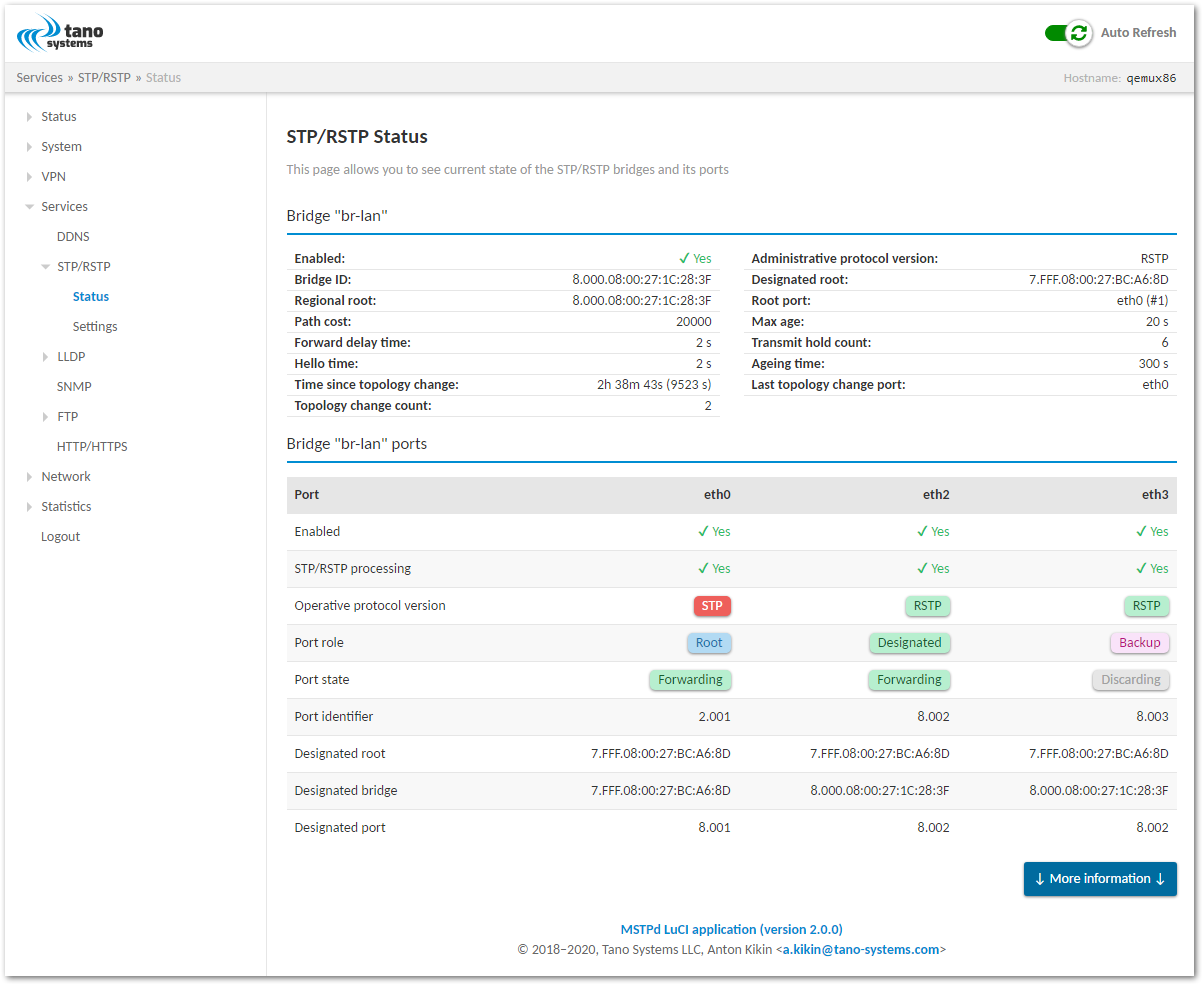 tano
systems
Auto Refresh
Services » STP/RSTP » Status
Hostname: qemux86
Status
System
VPN
Services
DDNS
STP/RSTP
Status
Settings
LLDP
SNMP
FTP
HTTP/HTTPS
Network
Statistics
Logout
STP/RSTP Status
This page allows you to see current state of the STP/RSTP bridges and its ports
Bridge "br-lan"
Enabled: ✓ Yes
Bridge ID: 8.000.08:00:27:1C:28:3F
Regional root: 8.000.08:00:27:1C:28:3F
Path cost: 20000
Forward delay time: 2 s
Hello time: 2 s
Time since topology change: 2h 38m 43s (9523 s)
Topology change count: 2
Administrative protocol version: RSTP
Designated root: 7.FFF.08:00:27:BC:A6:8D
Root port: eth0 (#1)
Max age: 20 s
Transmit hold count: 6
Ageing time: 300 s
Last topology change port: eth0
Bridge "br-lan" ports
Port eth0 eth2 eth3
Enabled ✓ Yes ✓ Yes ✓ Yes
STP/RSTP processing ✓ Yes ✓ Yes ✓ Yes
Operative protocol version STP RSTP RSTP
Port role Root Designated Backup
Port state Forwarding Forwarding Discarding
Port identifier 2.001 8.002 8.003
Designated root 7.FFF.08:00:27:BC:A6:8D 7.FFF.08:00:27:BC:A6:8D 7.FFF.08:00:27:BC:A6:8D
Designated bridge 7.FFF.08:00:27:BC:A6:8D 8.000.08:00:27:1C:28:3F 8.000.08:00:27:1C:28:3F
Designated port 8.001 8.002 8.002
↓ More information ↓
MSTPd LuCI application (version 2.0.0)
© 2018–2020, Tano Systems LLC, Anton Kikin <a.kikin@tano-systems.com>